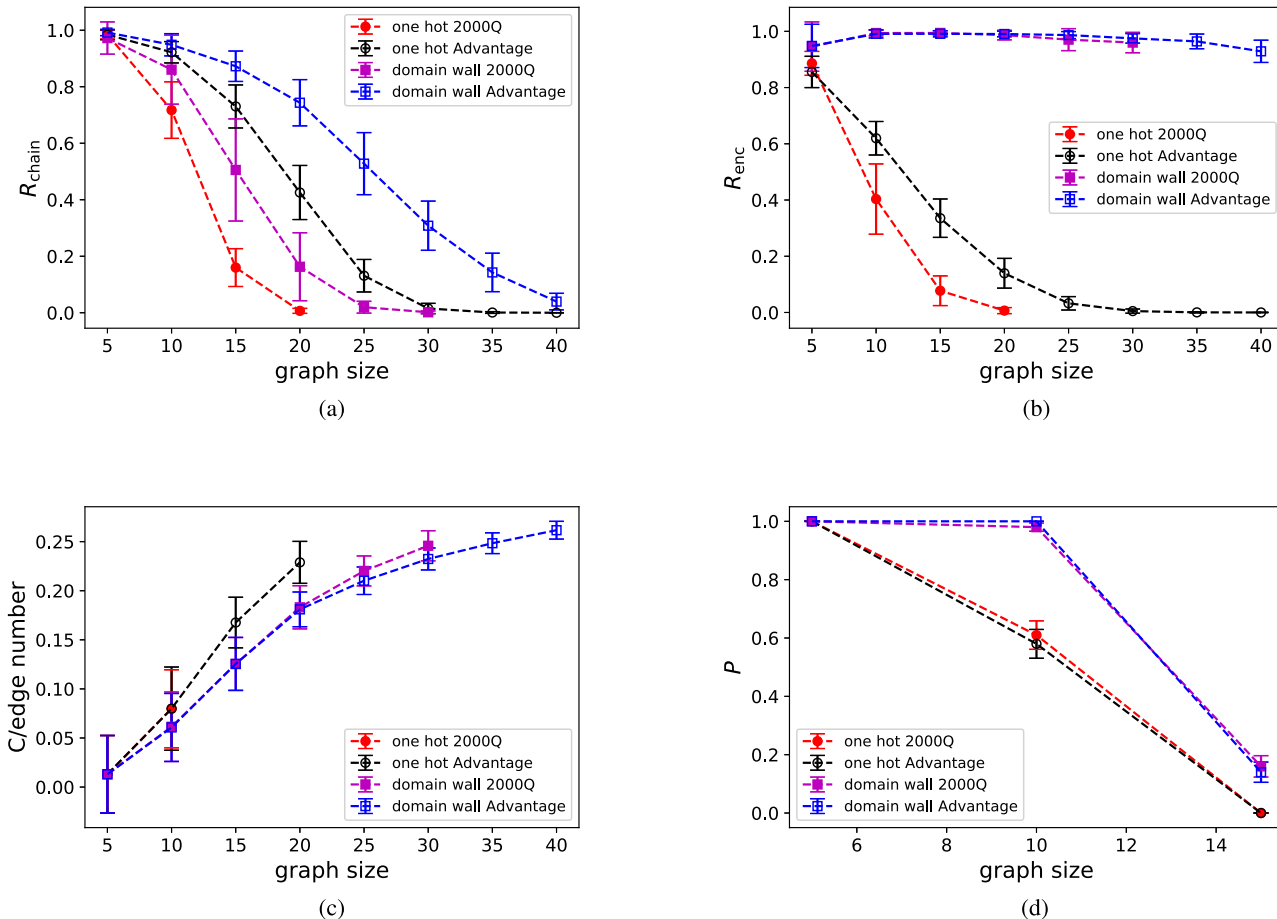 1.0
0.8
0.6
0.4
0.2
0.0
R_chain
5 10 15 20 25 30 35 40
graph size
one hot 2000Q
one hot Advantage
domain wall 2000Q
domain wall Advantage
(a)
1.0
0.8
0.6
0.4
0.2
0.0
R_enc
5 10 15 20 25 30 35 40
graph size
one hot 2000Q
one hot Advantage
domain wall 2000Q
domain wall Advantage
(b)
0.25
0.20
0.15
0.10
0.05
0.00
C/edge number
5 10 15 20 25 30 35 40
graph size
one hot 2000Q
one hot Advantage
domain wall 2000Q
domain wall Advantage
(c)
1.0
0.8
0.6
0.4
0.2
0.0
P
6 8 10 12 14
graph size
one hot 2000Q
one hot Advantage
domain wall 2000Q
domain wall Advantage
(d)